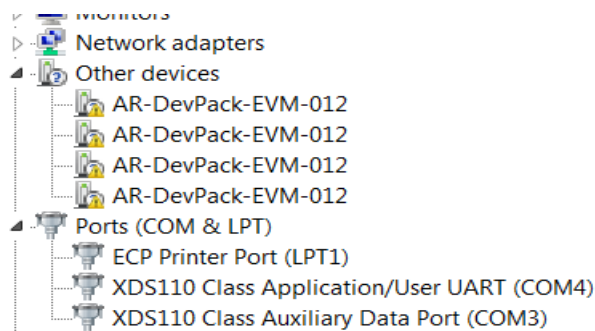 Monitors
Network adapters
Other devices
AR-DevPack-EVM-012
AR-DevPack-EVM-012
AR-DevPack-EVM-012
AR-DevPack-EVM-012
Ports (COM & LPT)
ECP Printer Port (LPT1)
XDS110 Class Application/User UART (COM4)
XDS110 Class Auxiliary Data Port (COM3)